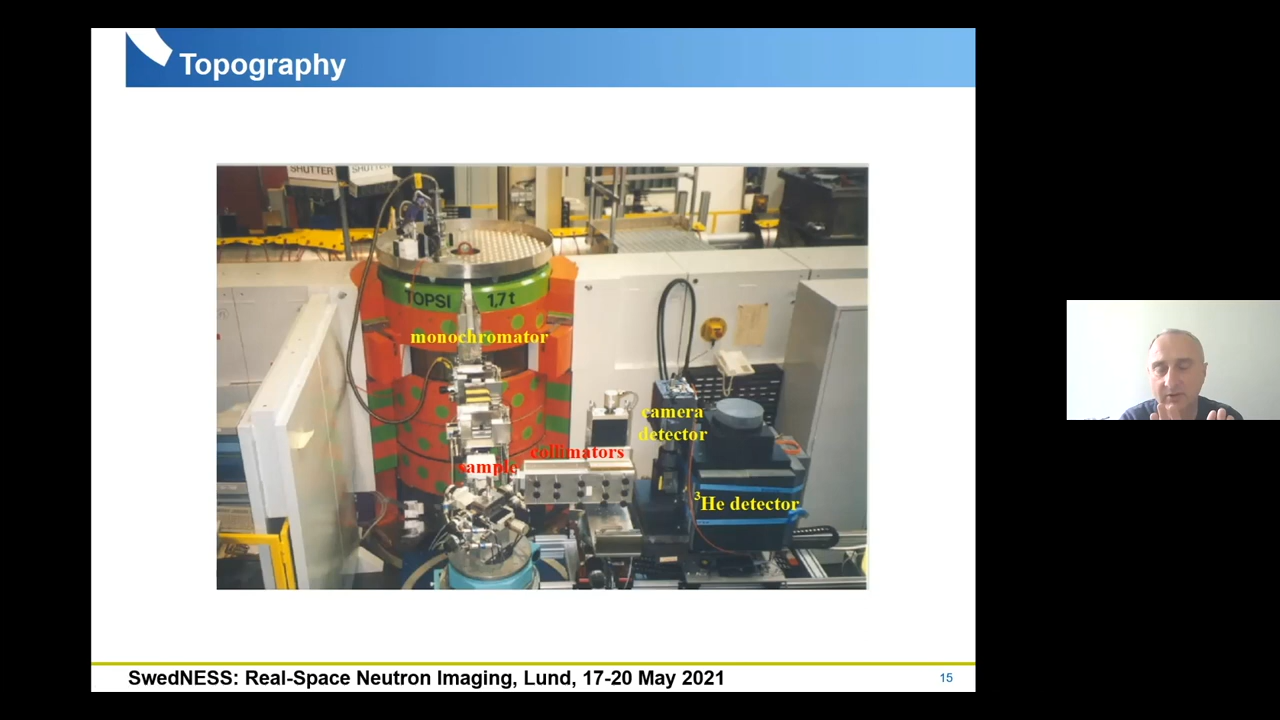 Topography
SHUTTER
SHUTTER
TOPSI 1,7 t
monochromator
camera
detector
collimators
sample
³He detector
SwedNESS: Real-Space Neutron Imaging, Lund, 17-20 May 2021
15